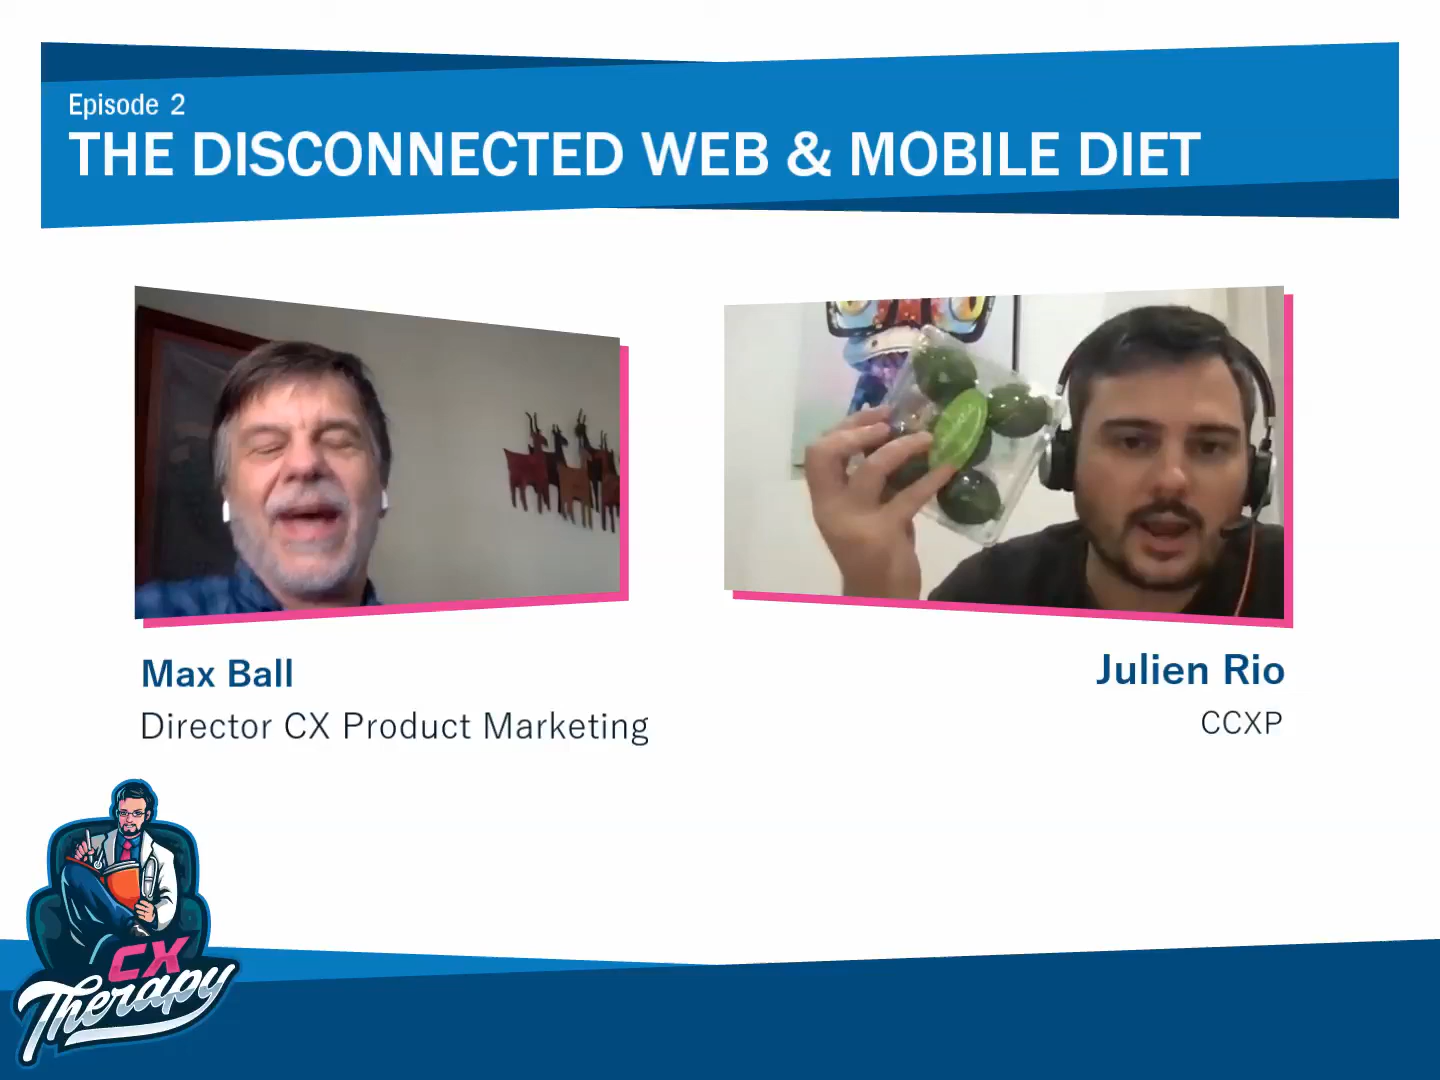 Episode 2
THE DISCONNECTED WEB & MOBILE DIET
Max Ball
Director CX Product Marketing
Julien Rio
CCXP
CX
Therapy